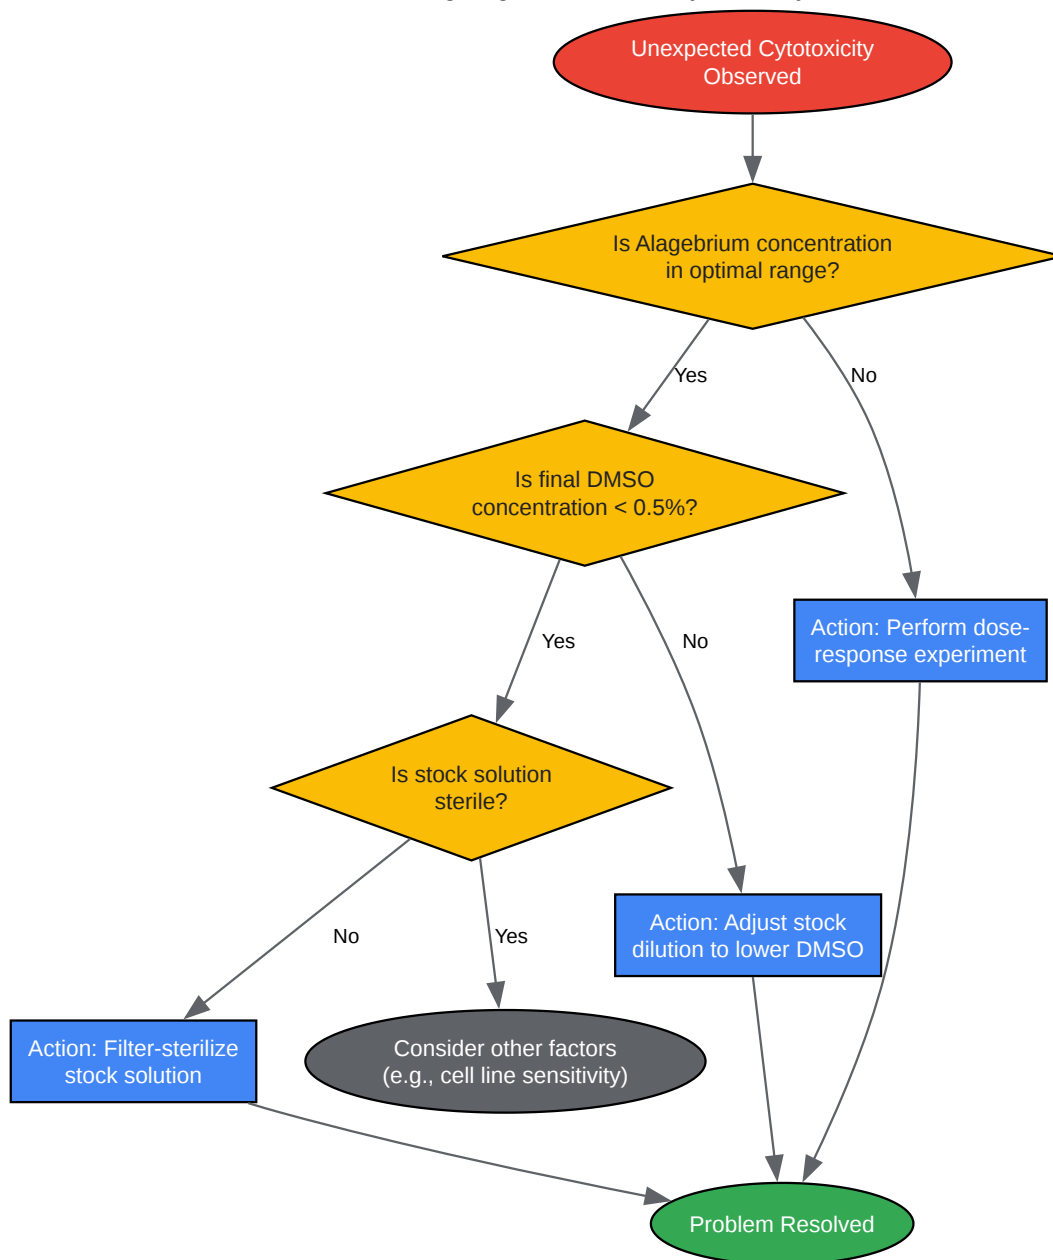 Unexpected Cytotoxicity
Observed
Is Alagebrium concentration
in optimal range?
Yes
No
Is final DMSO
concentration < 0.5%?
Action: Perform dose-
response experiment
Yes
No
Is stock solution
sterile?
Action: Adjust stock
dilution to lower DMSO
No
Yes
Action: Filter-sterilize
stock solution
Consider other factors
(e.g., cell line sensitivity)
Problem Resolved